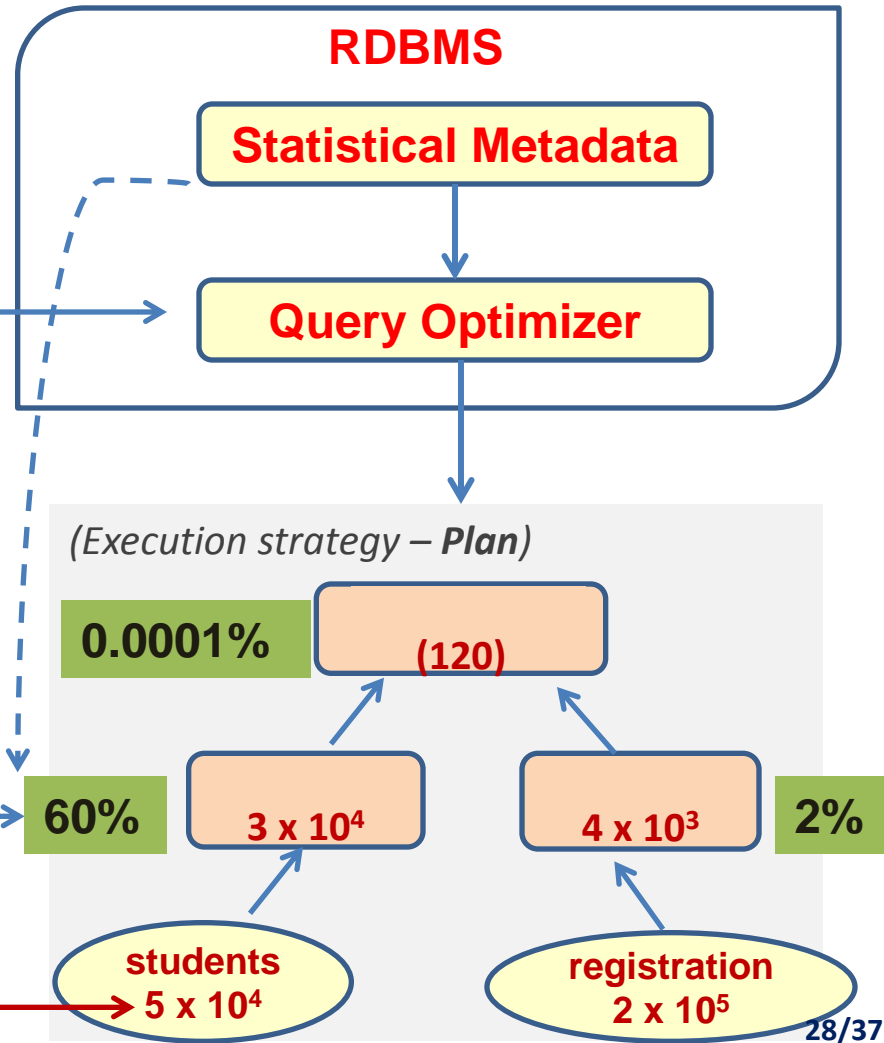 RDBMS
Statistical Metadata
Query Optimizer
(Execution strategy – Plan)
0.0001%
(120)
60%
3 x 10⁴
4 x 10³
2%
students
5 x 10⁴
registration
2 x 10⁵
28/37